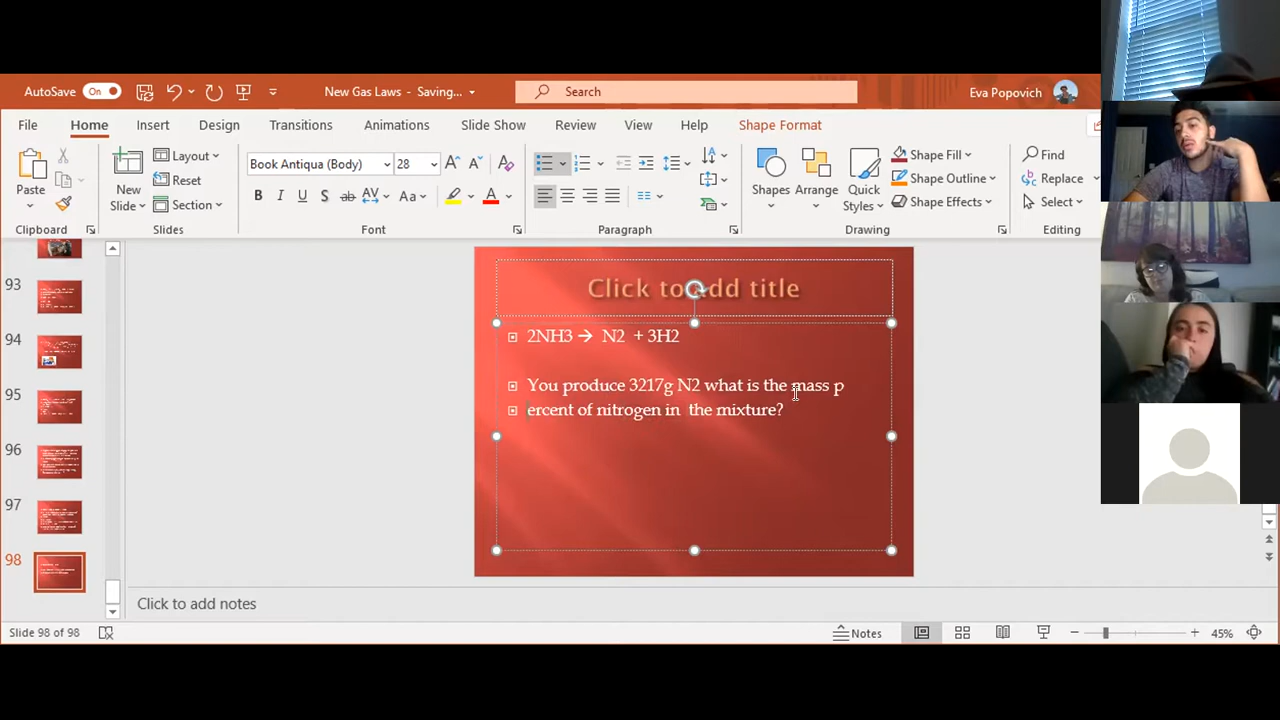 AutoSave On New Gas Laws - Saving... Search Eva Popovich
File Home Insert Design Transitions Animations Slide Show Review View Help Shape Format
Paste
Clipboard
New
Slide
Layout
Reset
Section
Slides
Book Antiqua (Body) 28
B I U S ab AV Aa A
Font
Paragraph
Shapes Arrange Quick
Styles
Shape Fill
Shape Outline
Shape Effects
Drawing
Find
Replace
Select
Editing
93
94
95
96
97
98
Click to add title
2NH3 → N2 + 3H2
You produce 3217g N2 what is the mass p
ercent of nitrogen in the mixture?
Click to add notes
Slide 98 of 98 Notes 45%